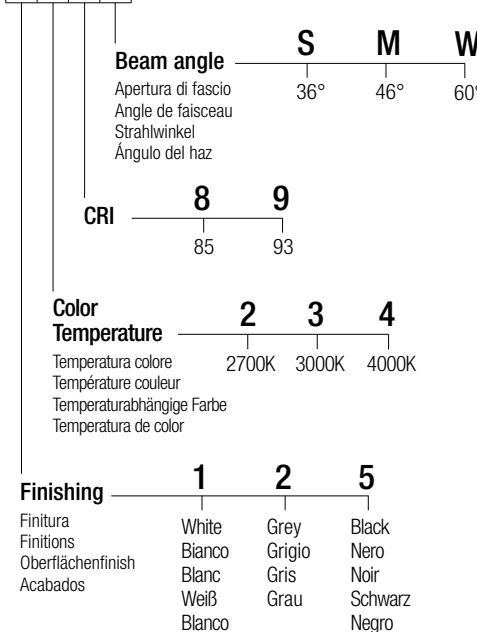 Beam angle S M W
Apertura di fascio 36° 46° 60°
Angle de faisceau
Strahlwinkel
Ángulo del haz
CRI 8 9
85 93
Color
Temperature 2 3 4
Temperatura colore 2700K 3000K 4000K
Température couleur
Temperaturabhängige Farbe
Temperatura de color
Finishing 1 2 5
Finitura White Grey Black
Finitions Bianco Grigio Nero
Oberflächenfinish Blanc Gris Noir
Acabados Weiß Grau Schwarz
Blanco Negro